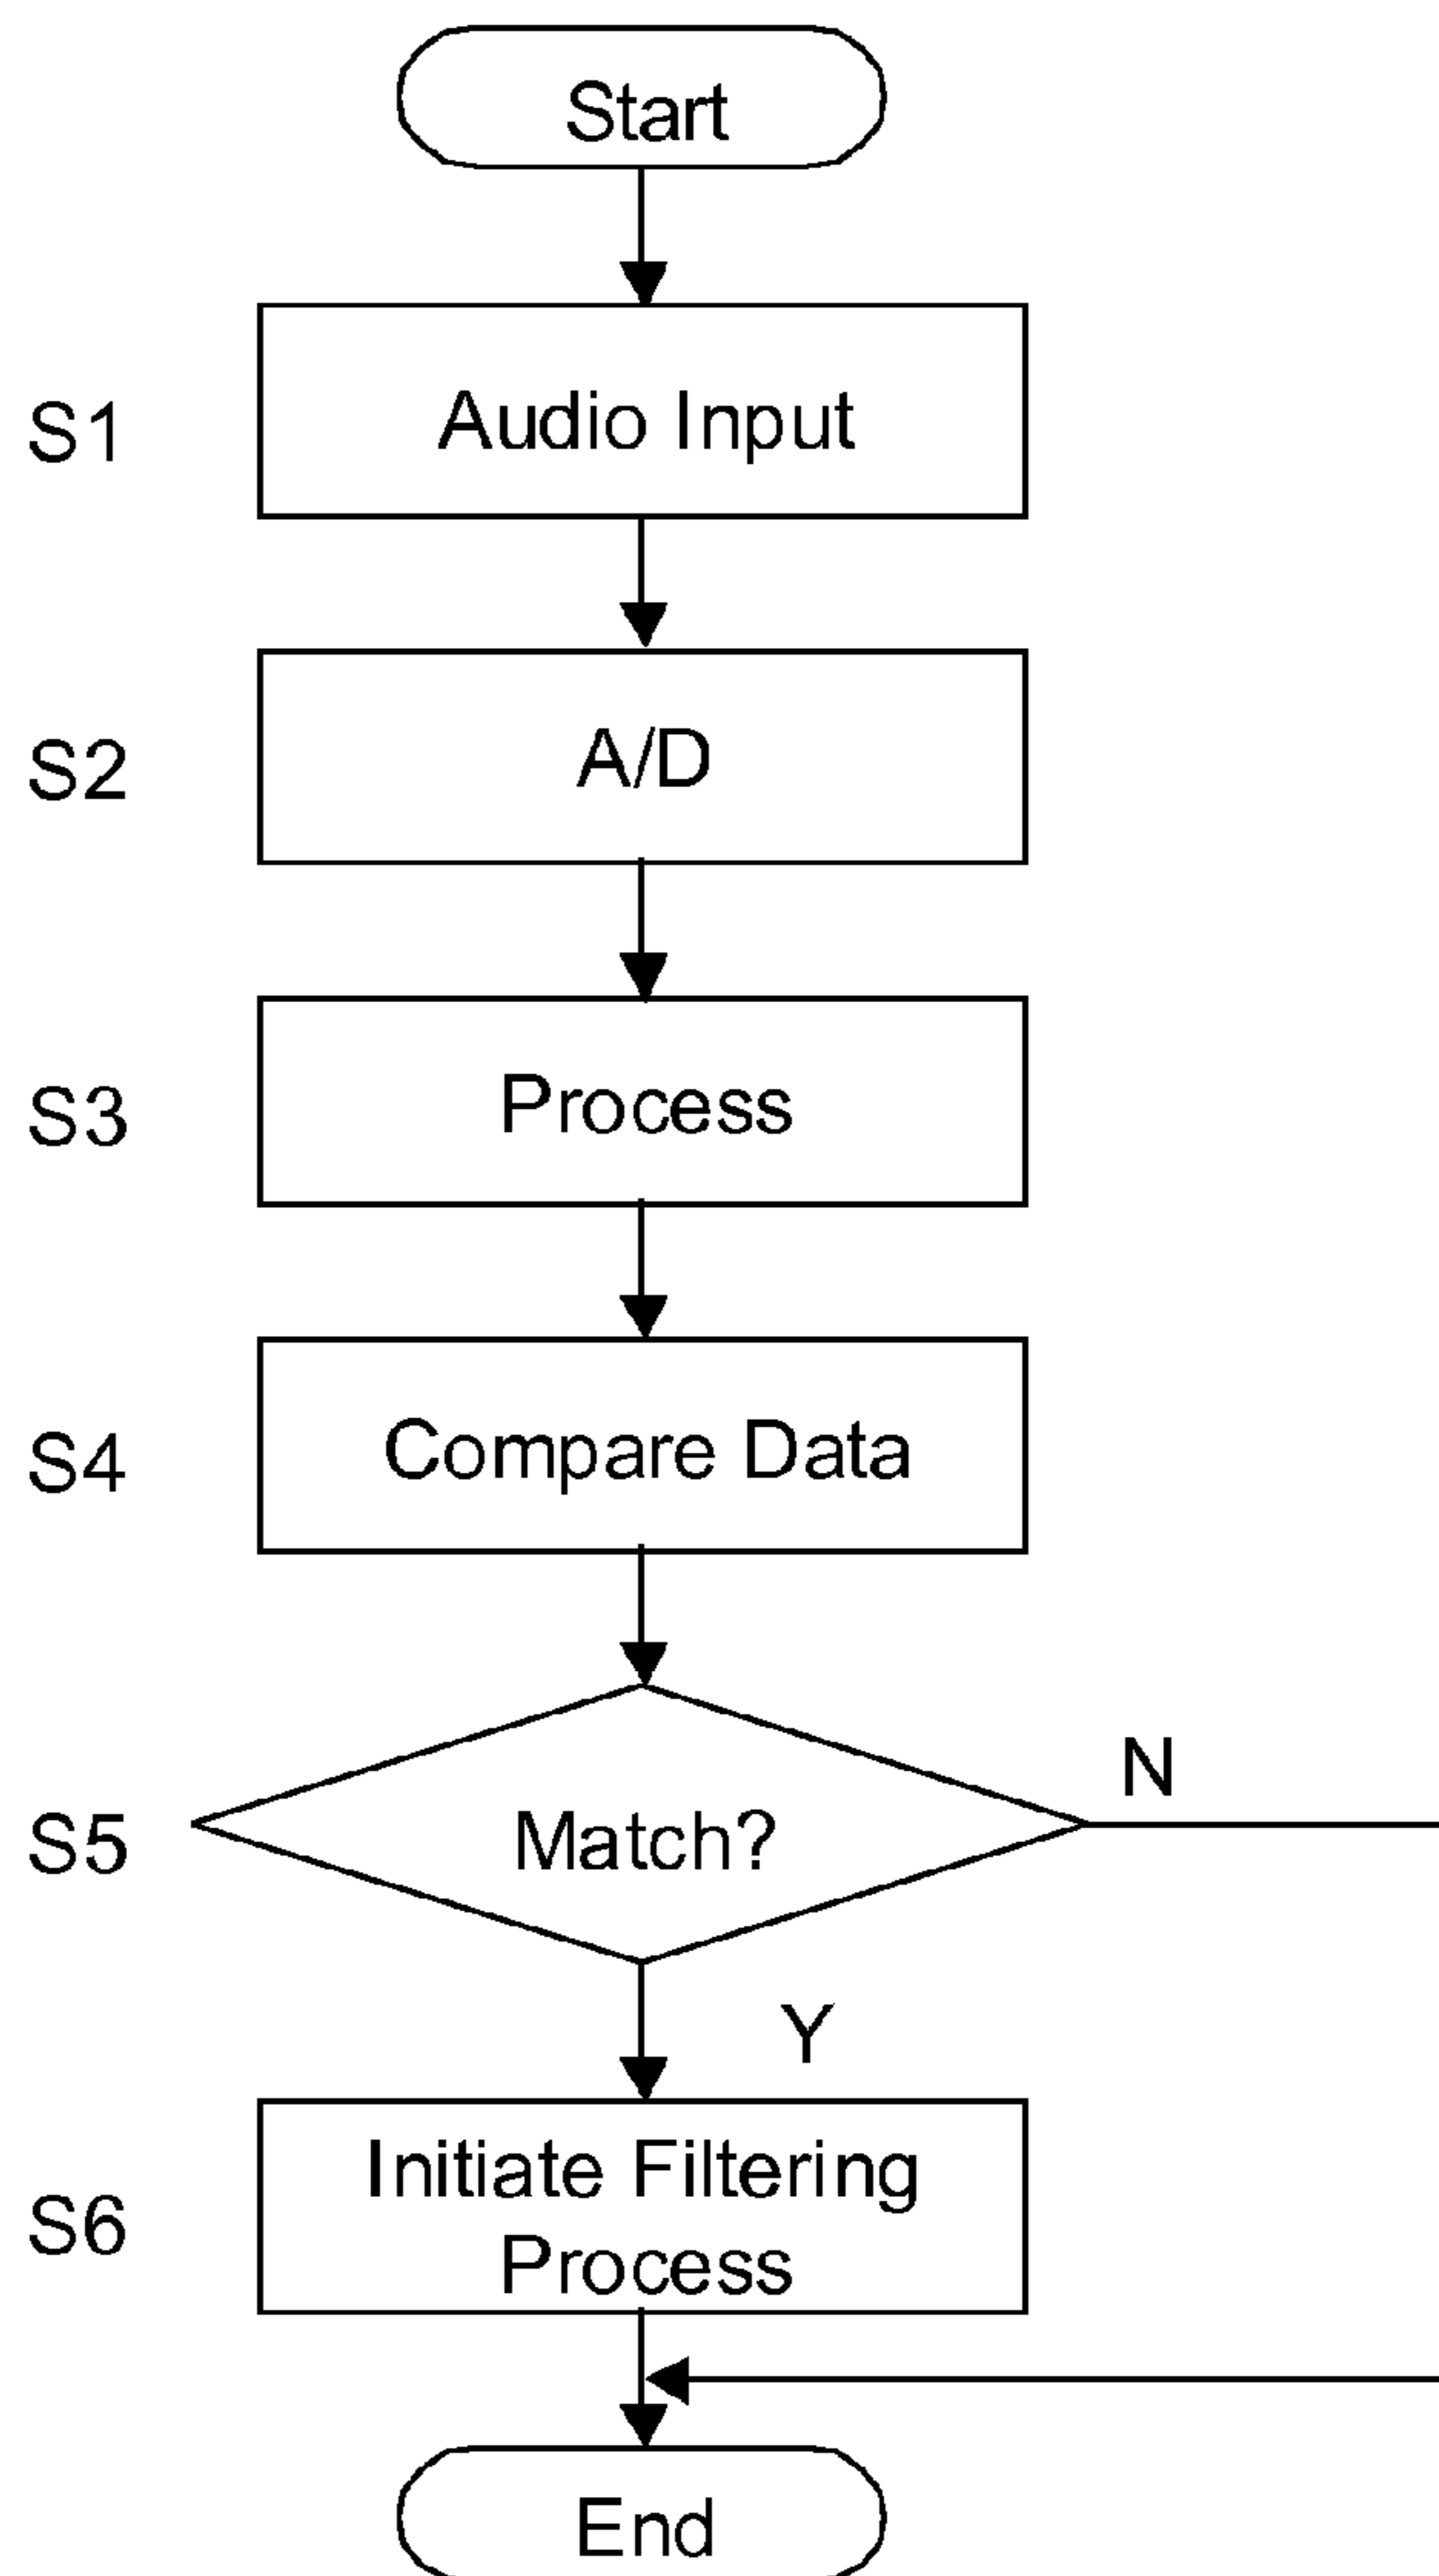 Start
S1
Audio Input
S2
A/D
S3
Process
S4
Compare Data
N
S5
Match?
Y
S6
Initiate Filtering
Process
End